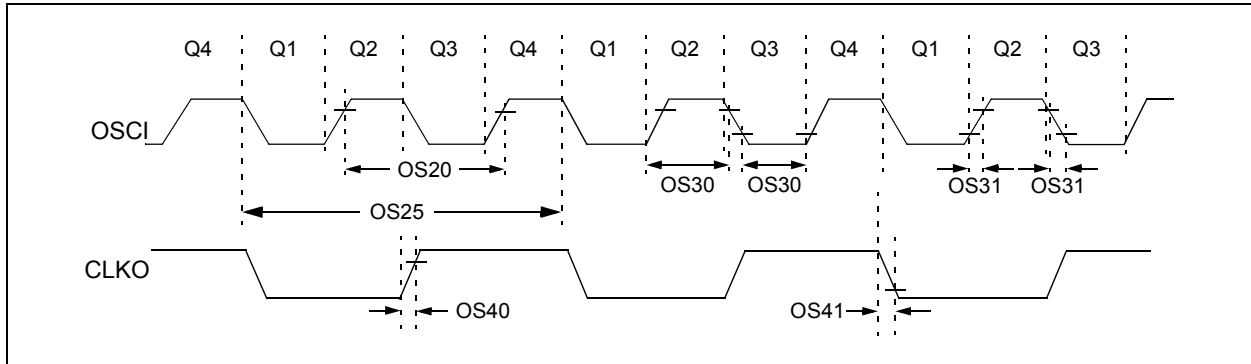 Q4 Q1 Q2 Q3 Q4 Q1 Q2 Q3 Q4 Q1 Q2 Q3
OSCI
OS20
OS30 OS30
OS31 OS31
OS25
CLKO
OS40
OS41